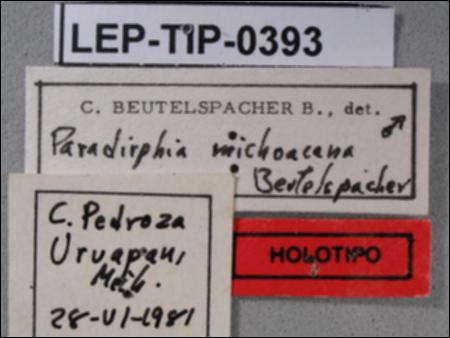 LEP-TIP-0393
C. BEUTELSPACHER B., det.
♂
Paradirphia michoacana
Beutelspacher
C. Pedroza
Uruapan,
Mich.
28-VI-1981
HOLOTIPO